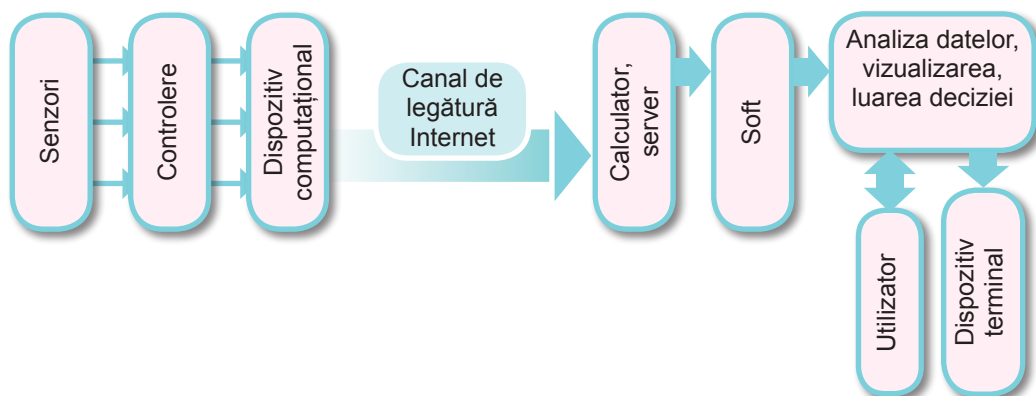 Senzori
Controlere
Dispozitiv
computațional
Canal de
legătură
Internet
Calculator,
server
Soft
Analiza datelor,
vizualizarea,
luarea deciziei
Utilizator
Dispozitiv
terminal